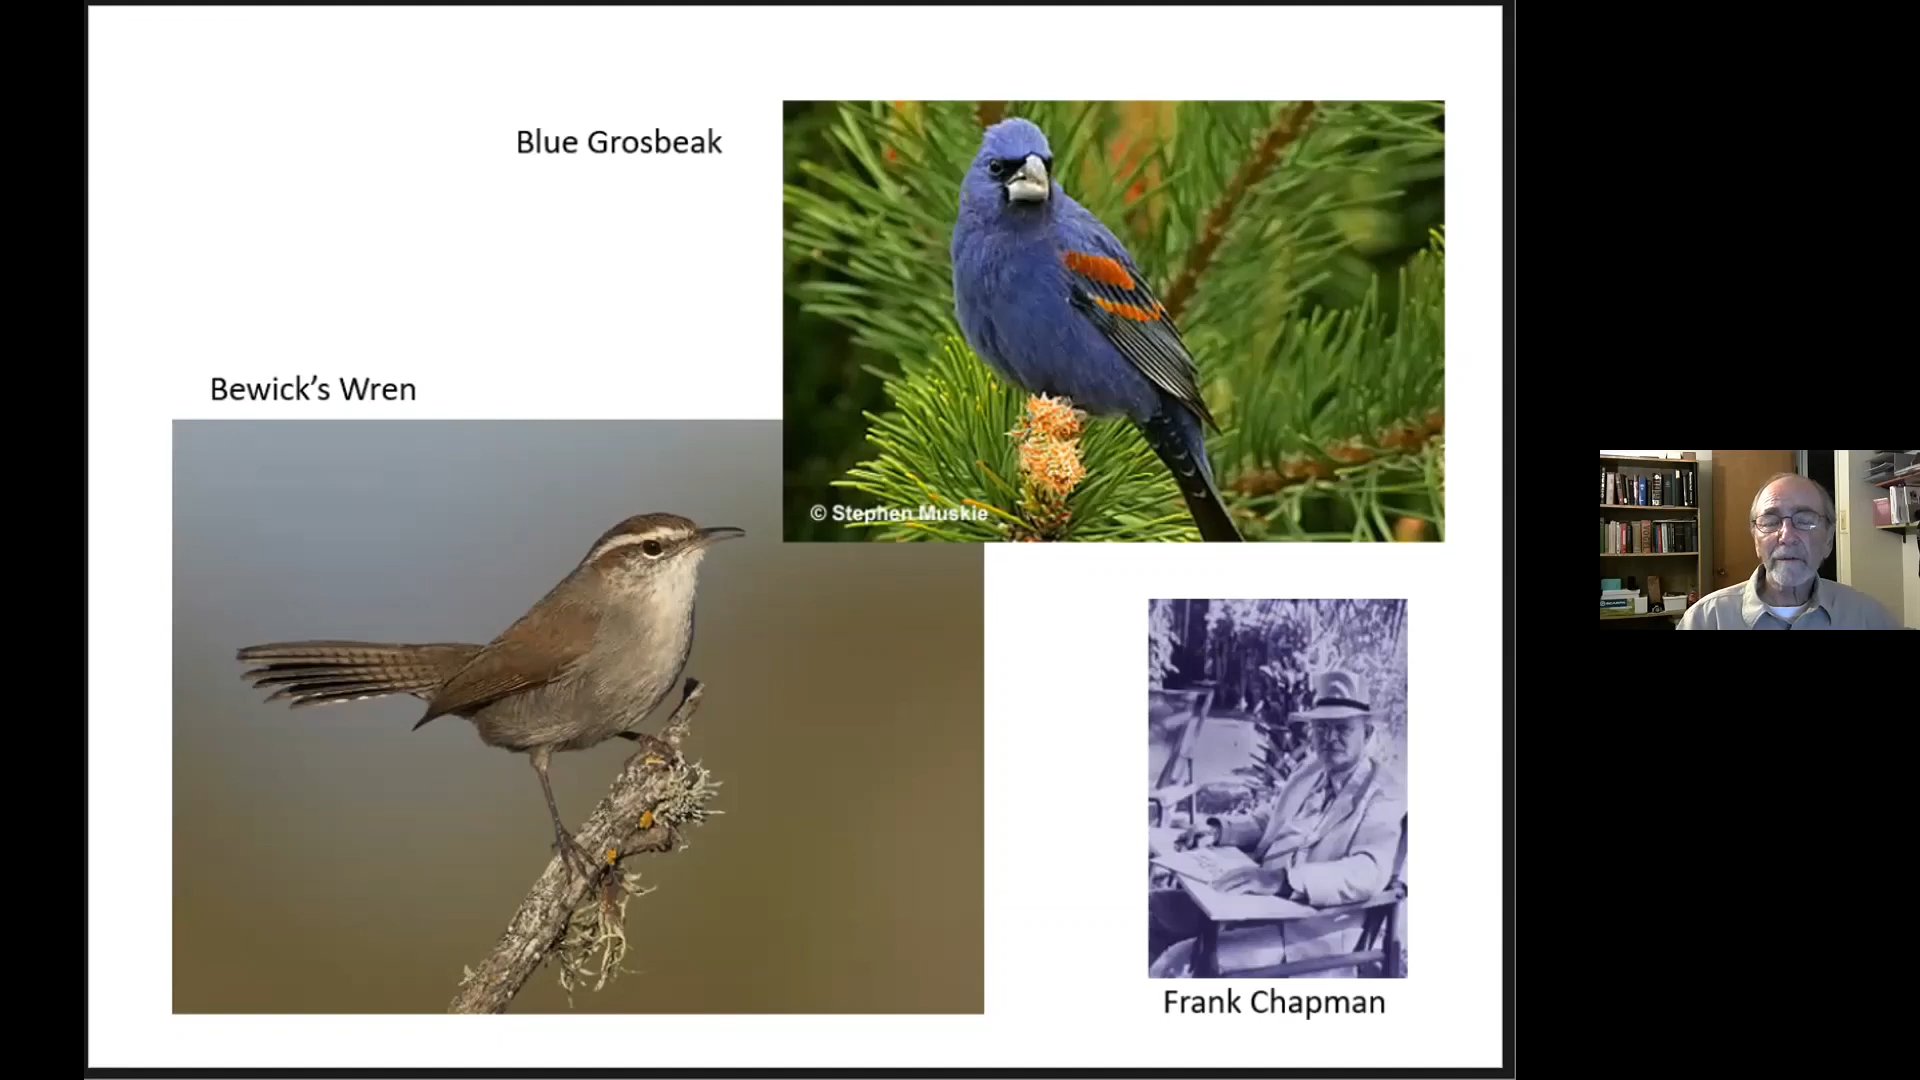 Blue Grosbeak
Bewick’s Wren
© Stephen Muskie
Frank Chapman